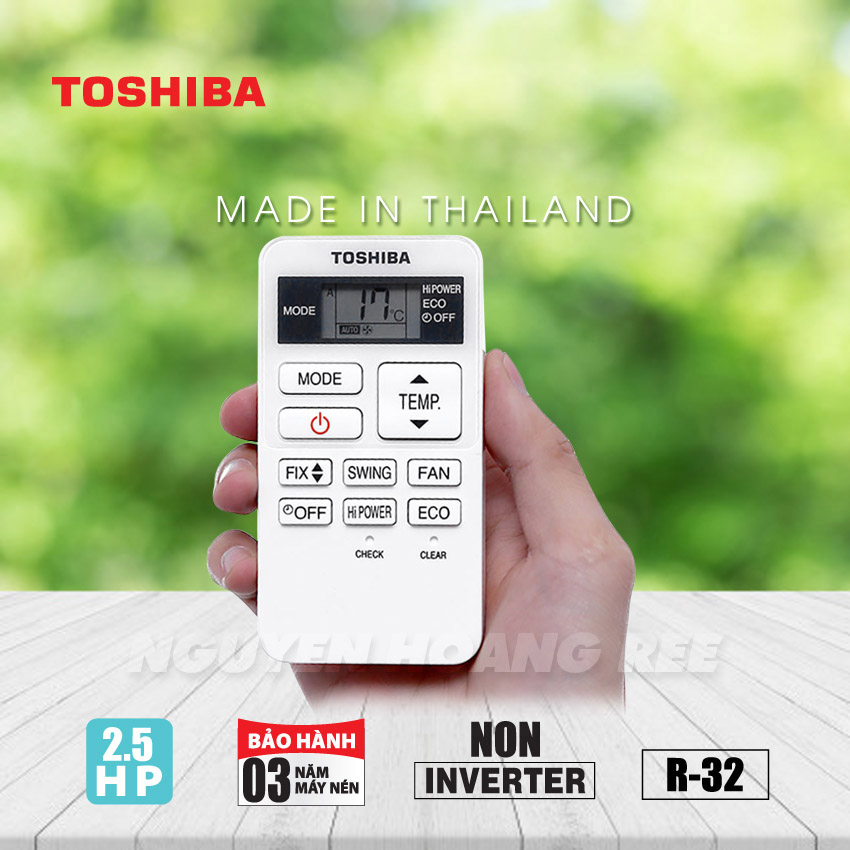 TOSHIBA
MADE IN THAILAND
TOSHIBA
MODE
A
17 °C
AUTO
Hi POWER
ECO
OFF
MODE
TEMP.
FIX
SWING
FAN
OFF
Hi POWER
ECO
CHECK
CLEAR
NGUYEN HOANG REE
2.5
HP
BẢO HÀNH
03 NĂM
MÁY NÉN
NON
INVERTER
R-32